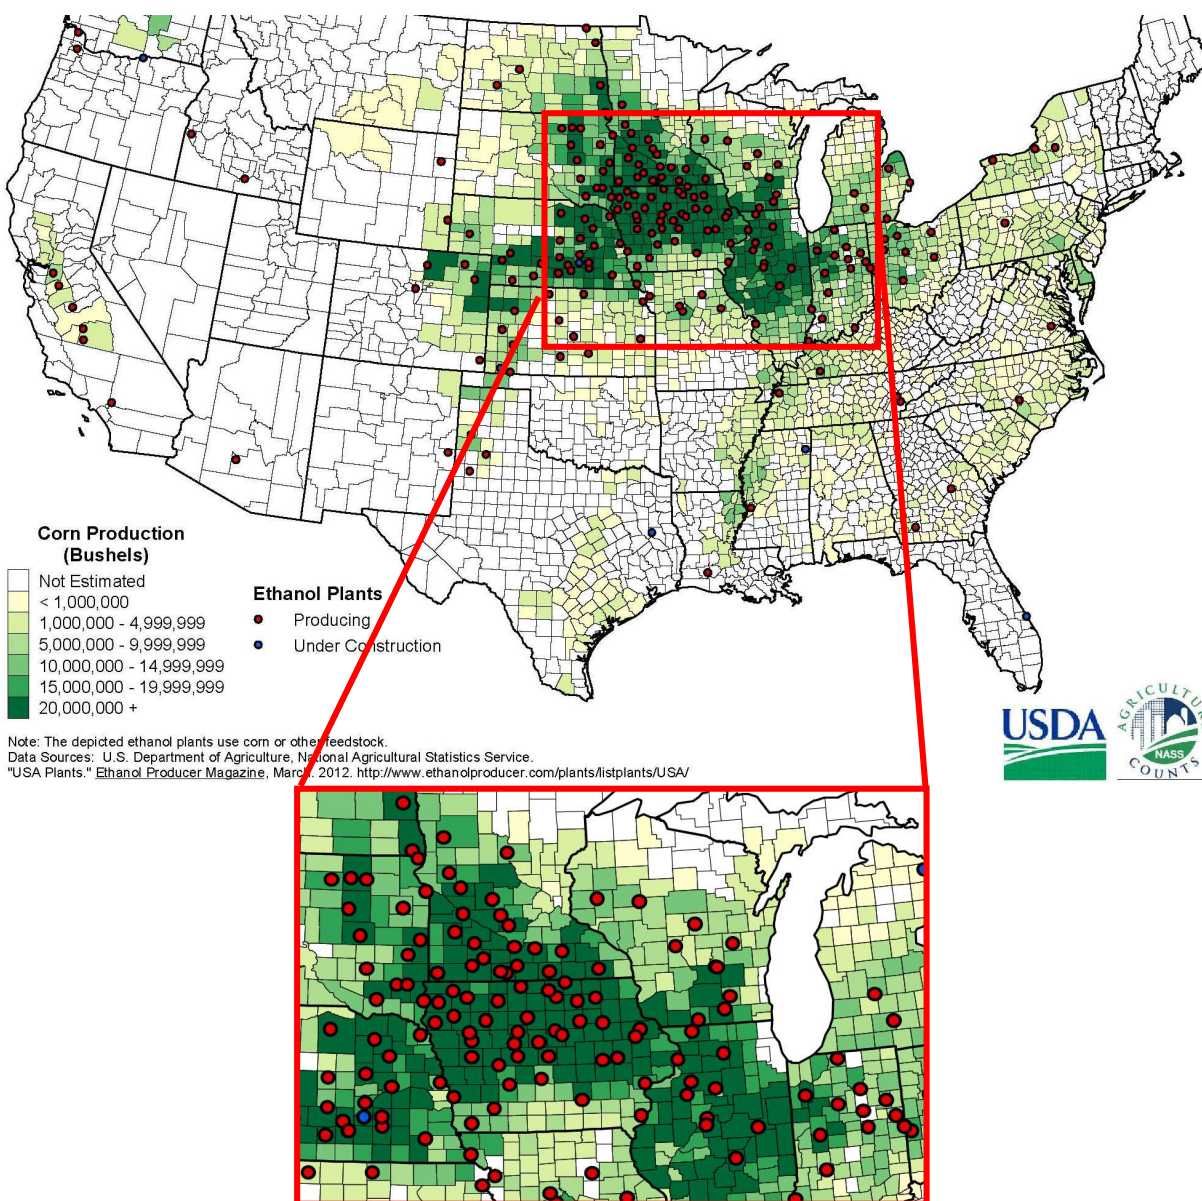 Corn Production
(Bushels)
Not Estimated
< 1,000,000
1,000,000 - 4,999,999
5,000,000 - 9,999,999
10,000,000 - 14,999,999
15,000,000 - 19,999,999
20,000,000 +
Ethanol Plants
Producing
Under Construction
Note: The depicted ethanol plants use corn or other feedstock.
Data Sources: U.S. Department of Agriculture, National Agricultural Statistics Service.
"USA Plants." Ethanol Producer Magazine, March. 2012. http://www.ethanolproducer.com/plants/listplants/USA/
USDA
AGRICULTURE
NASS
COUNTS